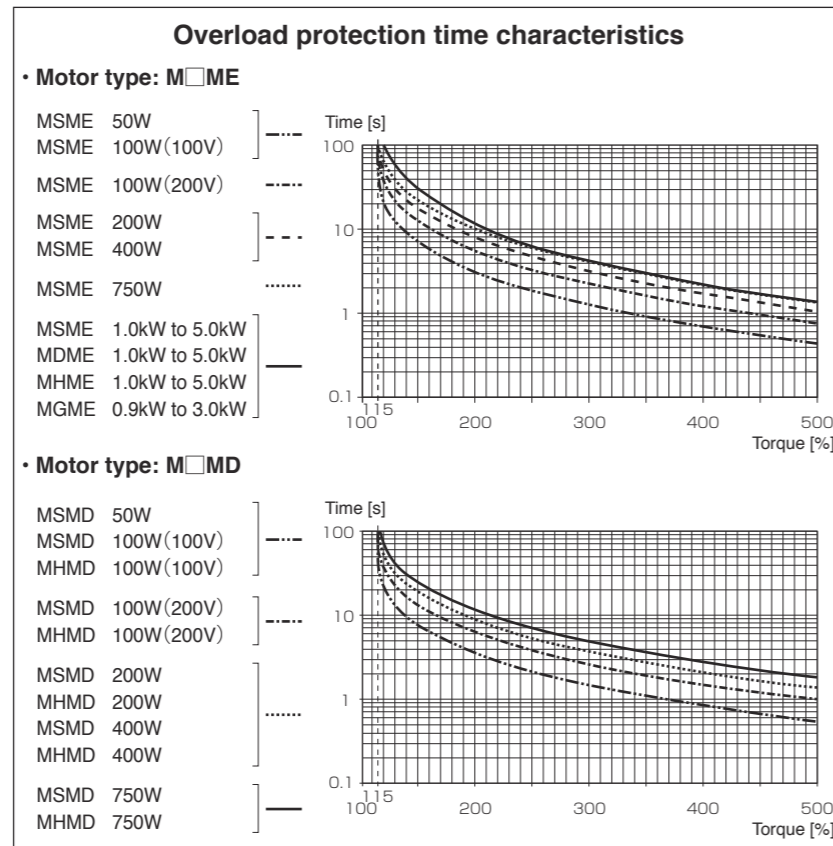 Overload protection time characteristics
・Motor type: M□ME
MSME 50W
MSME 100W(100V)
MSME 100W(200V)
MSME 200W
MSME 400W
MSME 750W
MSME 1.0kW to 5.0kW
MDME 1.0kW to 5.0kW
MHME 1.0kW to 5.0kW
MGME 0.9kW to 3.0kW
Time [s]
100
10
1
0.1
100
115
200
300
400
500
Torque [%]
・Motor type: M□MD
MSMD 50W
MSMD 100W(100V)
MHMD 100W(100V)
MSMD 100W(200V)
MHMD 100W(200V)
MSMD 200W
MHMD 200W
MSMD 400W
MHMD 400W
MSMD 750W
MHMD 750W
Time [s]
100
10
1
0.1
100
115
200
300
400
500
Torque [%]